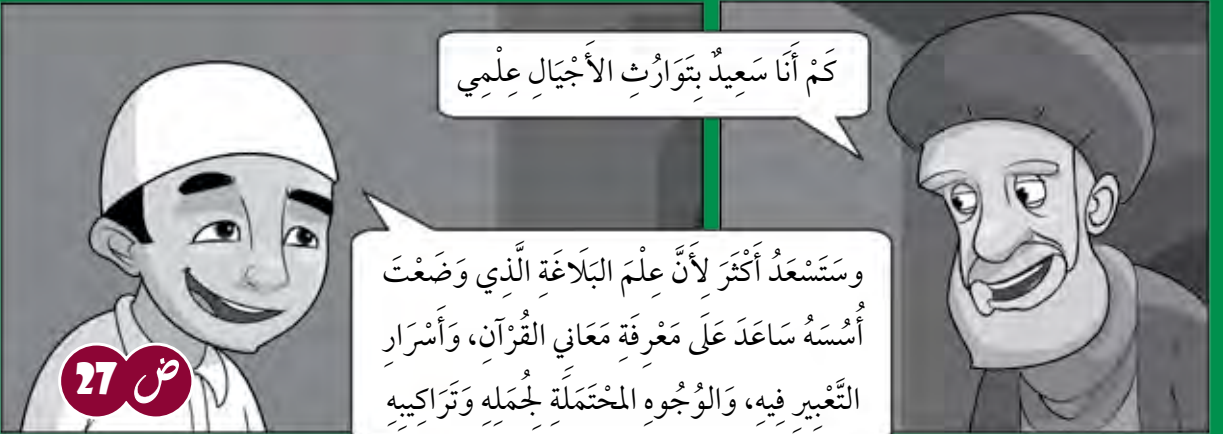 كَمْ أَنَا سَعِيدٌ بِتَوَارُثِ الأَجْيَالِ عِلْمِي
وسَتَسْعَدُ أَكْثَرَ لِأَنَّ عِلْمَ البَلَاغَةِ الَّذِي وَضَعْتَ
أُسُسَهُ سَاعَدَ عَلَى مَعْرِفَةِ مَعَانِي القُرْآنِ، وَأَسْرَارِ
التَّعْبِيرِ فِيهِ، وَالوُجُوهِ المحْتَمَلَةِ لِجُمَلِهِ وَتَرَاكِيبِهِ
ض 27